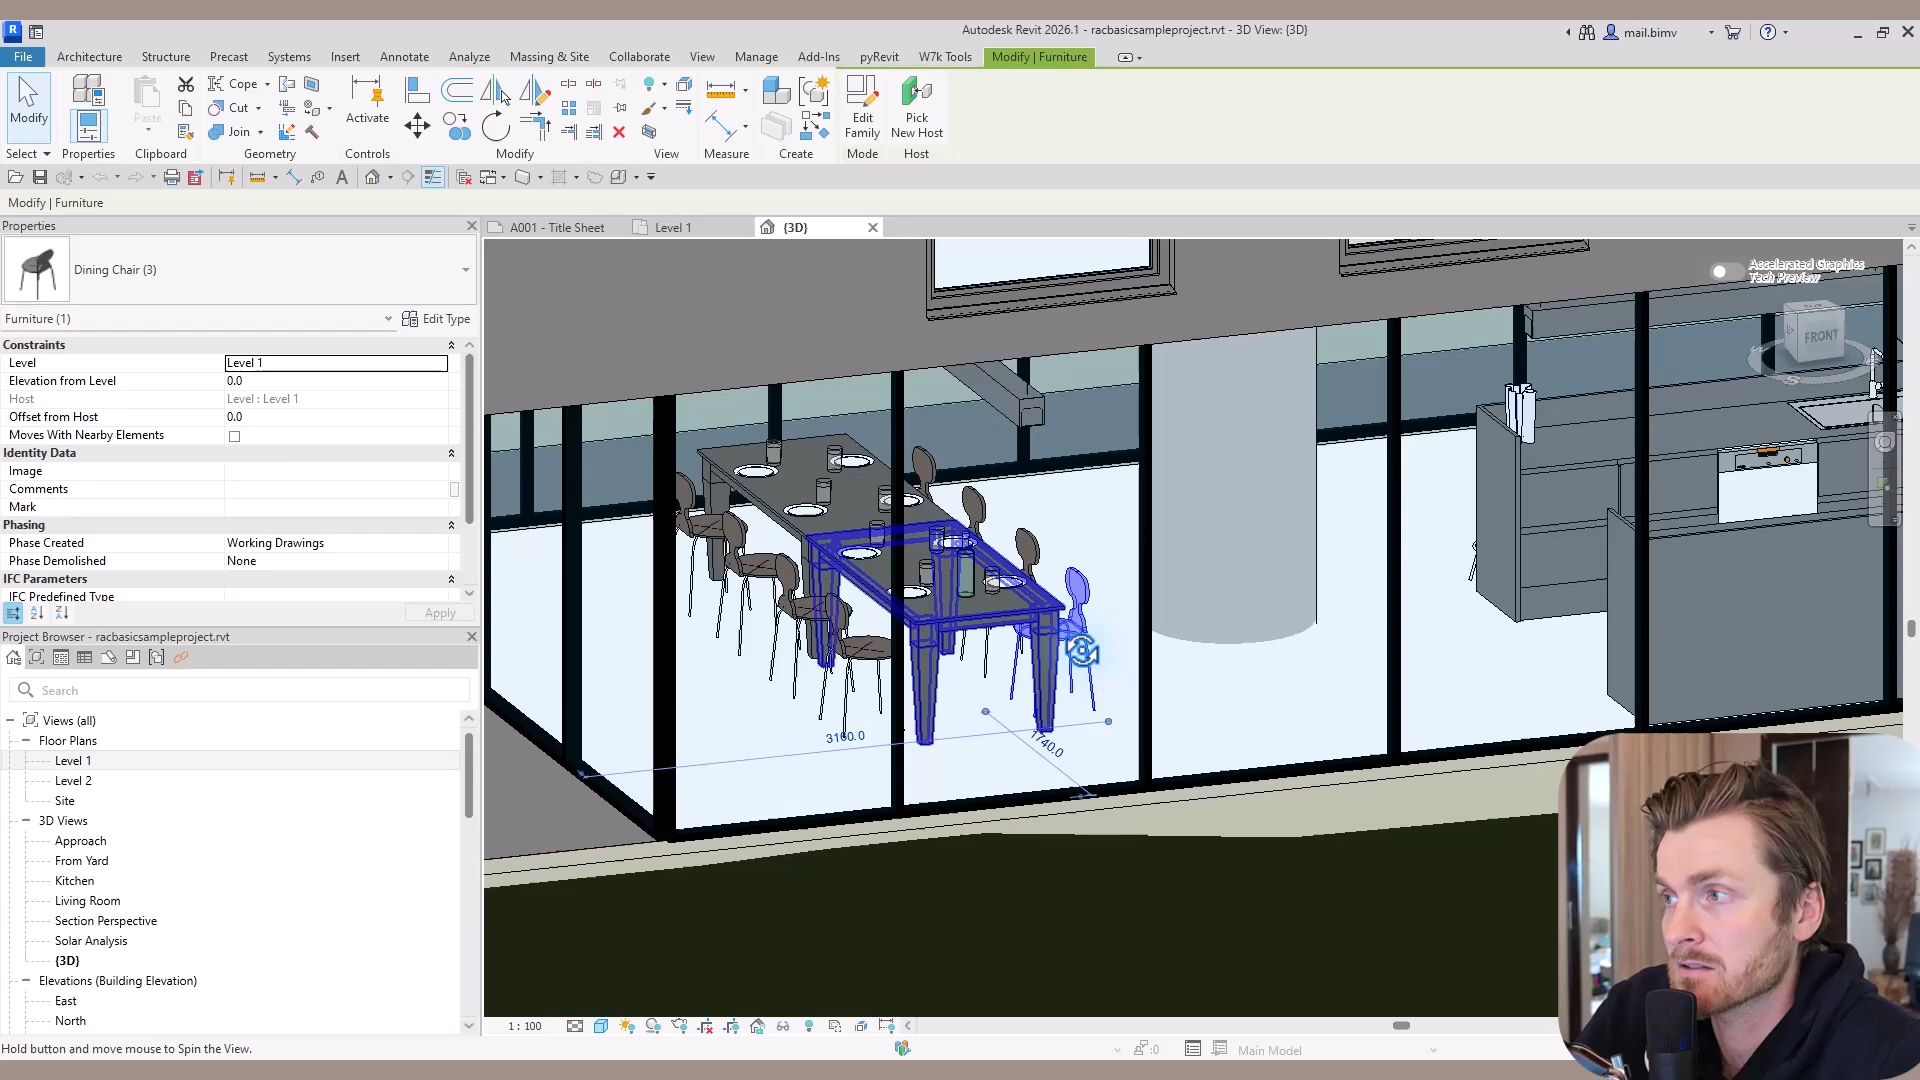 Autodesk Revit 2026.1 - racbasicsampleproject.rvt - 3D View: {3D}
mail.bimv
File
Architecture
Structure
Precast
Systems
Insert
Annotate
Analyze
Massing & Site
Collaborate
View
Manage
Add-Ins
pyRevit
W7k Tools
Modify | Furniture
Modify
Paste
Cope
Cut
Join
Activate
Edit
Family
Pick
New Host
Select
Properties
Clipboard
Geometry
Controls
Modify
View
Measure
Create
Mode
Host
Modify | Furniture
Properties
A001 - Title Sheet
Level 1
{3D}
Dining Chair (3)
Furniture (1)
Edit Type
Constraints
Level Level 1
Elevation from Level 0.0
Host Level : Level 1
Offset from Host 0.0
Moves With Nearby Elements
Identity Data
Image
Comments
Mark
Phasing
Phase Created Working Drawings
Phase Demolished None
IFC Parameters
IFC Predefined Type
Apply
Project Browser - racbasicsampleproject.rvt
Search
Views (all)
Floor Plans
Level 1
Level 2
Site
3D Views
Approach
From Yard
Kitchen
Living Room
Section Perspective
Solar Analysis
{3D}
Elevations (Building Elevation)
East
North
Accelerated Graphics
Tech Preview
FRONT
3160.0
1740.0
1 : 100
Hold button and move mouse to Spin the View.
:0
Main Model